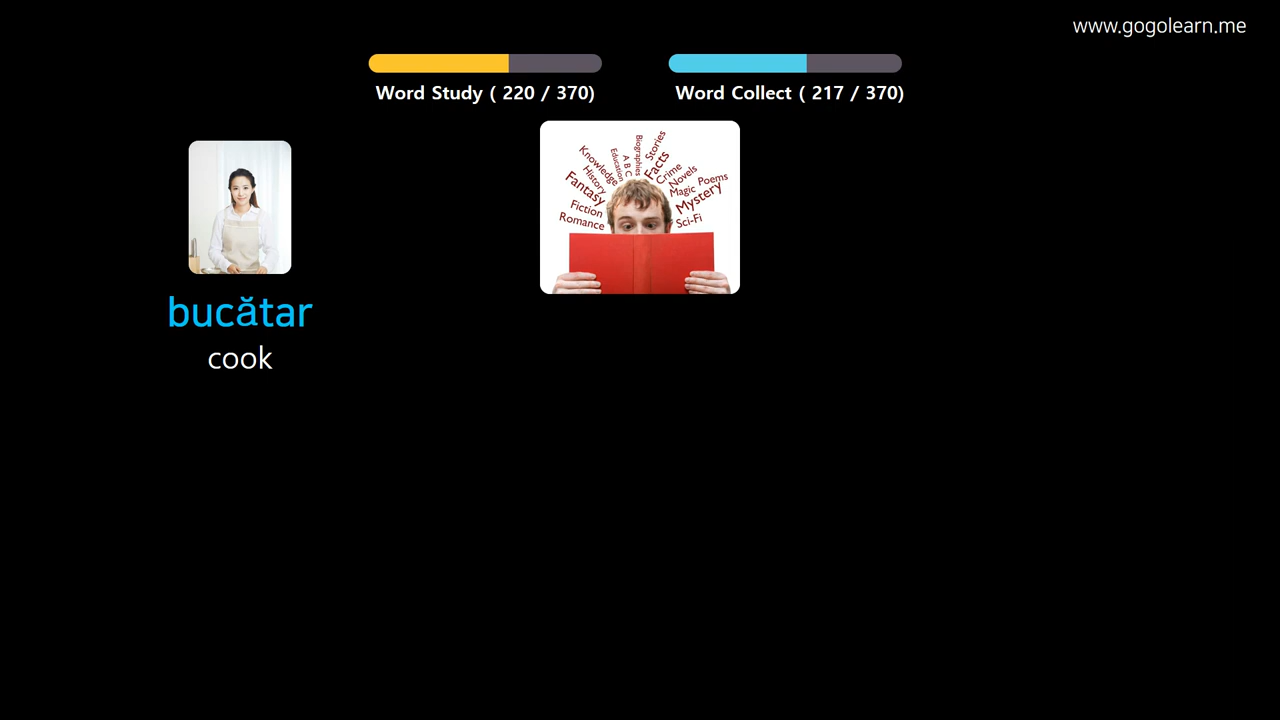 www.gogolearn.me
Word Study ( 220 / 370)
Word Collect ( 217 / 370)
bucătar
cook
Knowledge
History
Fantasy
Fiction
Romance
Education
A B C
Biographies
Stories
Facts
Crime
Novels
Magic
Poems
Mystery
Sci-Fi